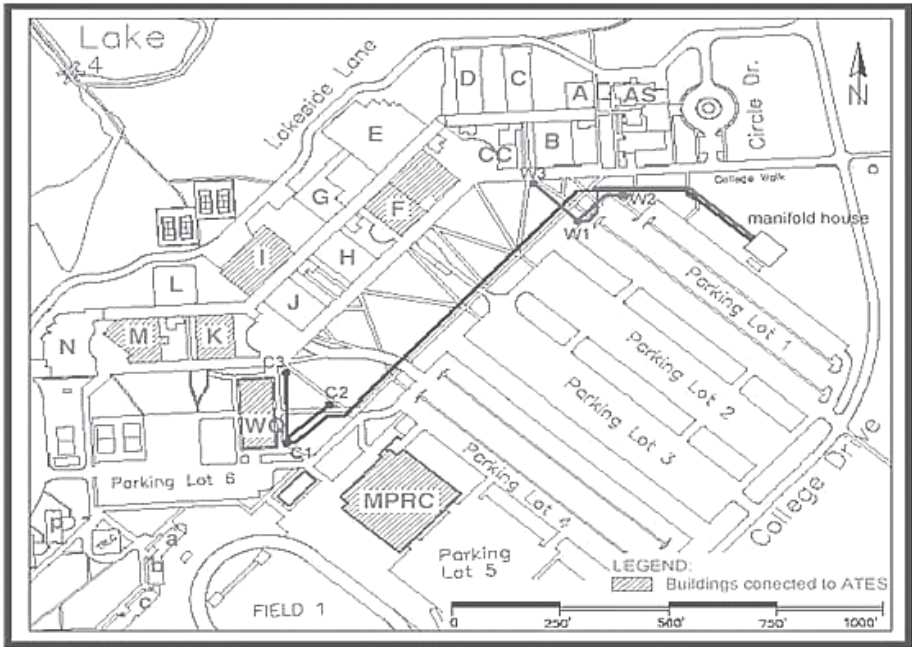 Lake
4
Lakeside Lane
Circle Dr.
N
D
C
A
AS
E
B
CC
W3
College Walk
G
F
W2
W1
manifold house
I
H
L
J
Parking Lot 1
M
K
N
Parking Lot 2
C3
C2
Parking Lot 3
C1
College Drive
Parking Lot 6
MPRC
Parking Lot 4
P
a
Parking
Lot 5
LEGEND:
Buildings conected to ATES
c
FIELD 1
0
250'
500'
750'
1000'